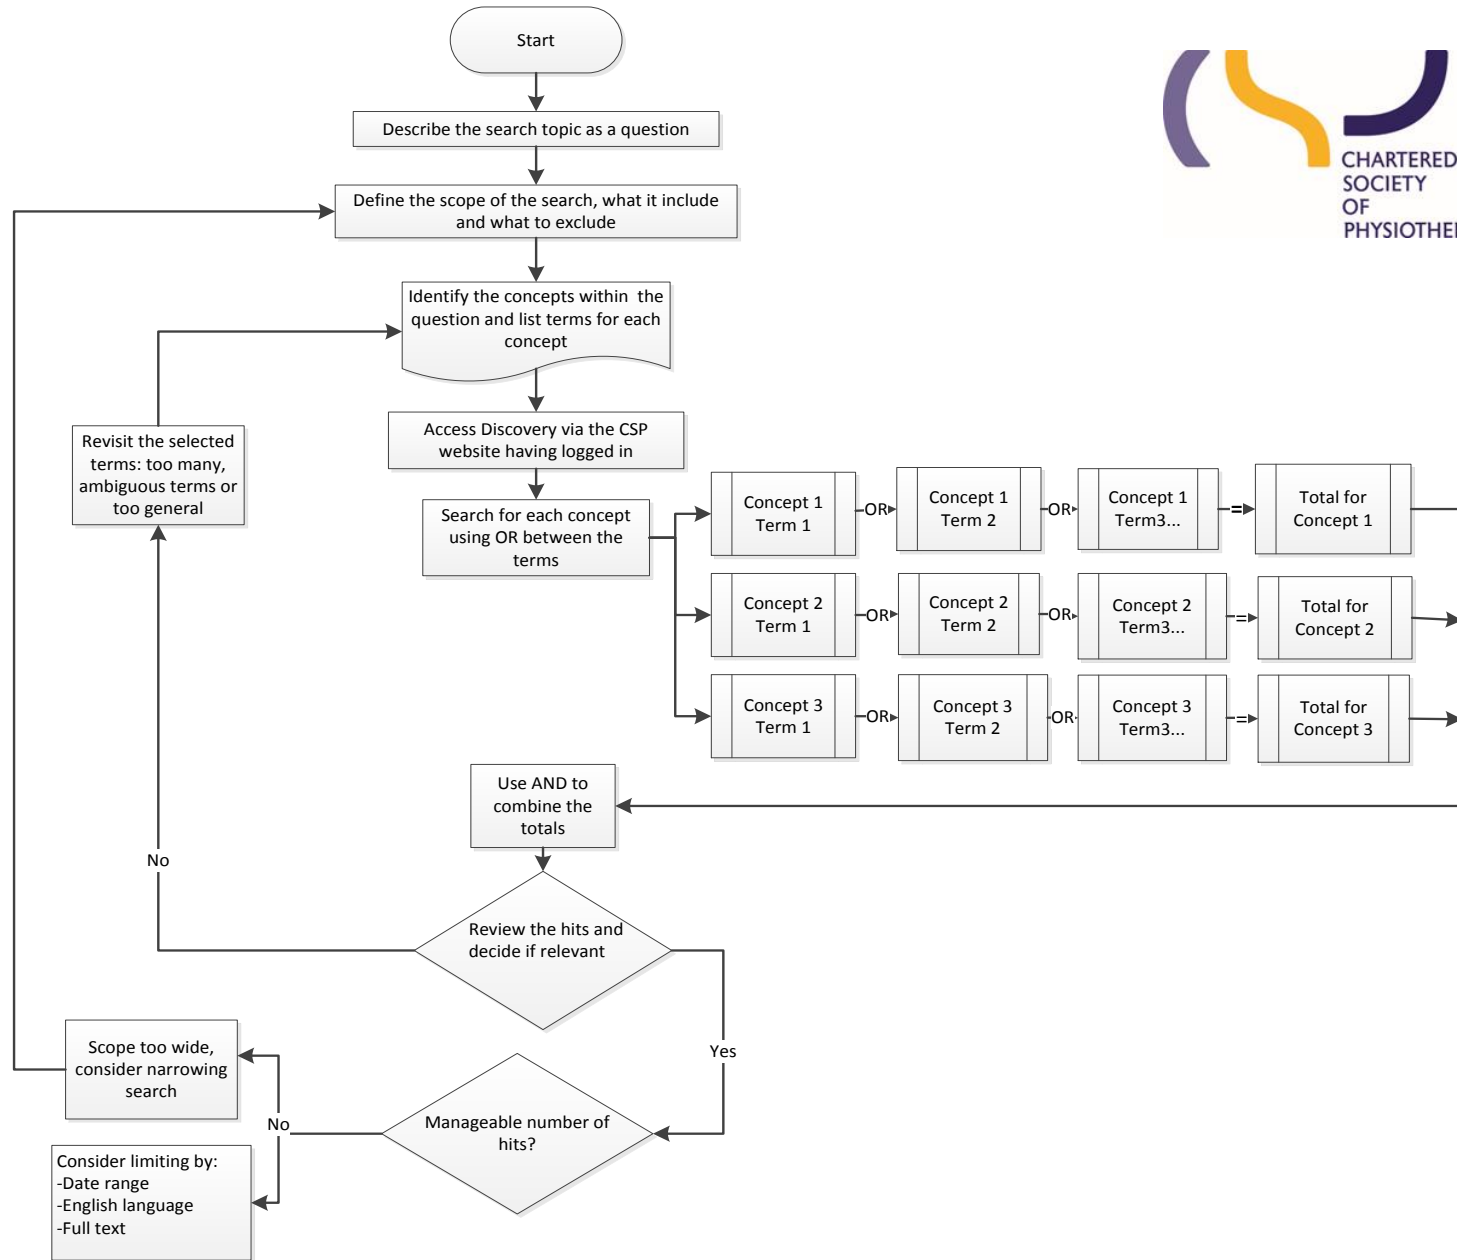 Start
CHARTERED
SOCIETY
OF
PHYSIOTHE
Describe the search topic as a question
Define the scope of the search, what it include
and what to exclude
Identify the concepts within the
question and list terms for each
concept
Access Discovery via the CSP
website having logged in
Revisit the selected
terms: too many,
ambiguous terms or
too general
Search for each concept
using OR between the
terms
Concept 1
Term 1
OR
Concept 1
Term 2
OR
Concept 1
Term3...
=
Total for
Concept 1
Concept 2
Term 1
OR
Concept 2
Term 2
OR
Concept 2
Term3...
=
Total for
Concept 2
Concept 3
Term 1
OR
Concept 3
Term 2
OR
Concept 3
Term3...
=
Total for
Concept 3
Use AND to
combine the
totals
No
Review the hits and
decide if relevant
Yes
Scope too wide,
consider narrowing
search
No
Manageable number of
hits?
Consider limiting by:
-Date range
-English language
-Full text